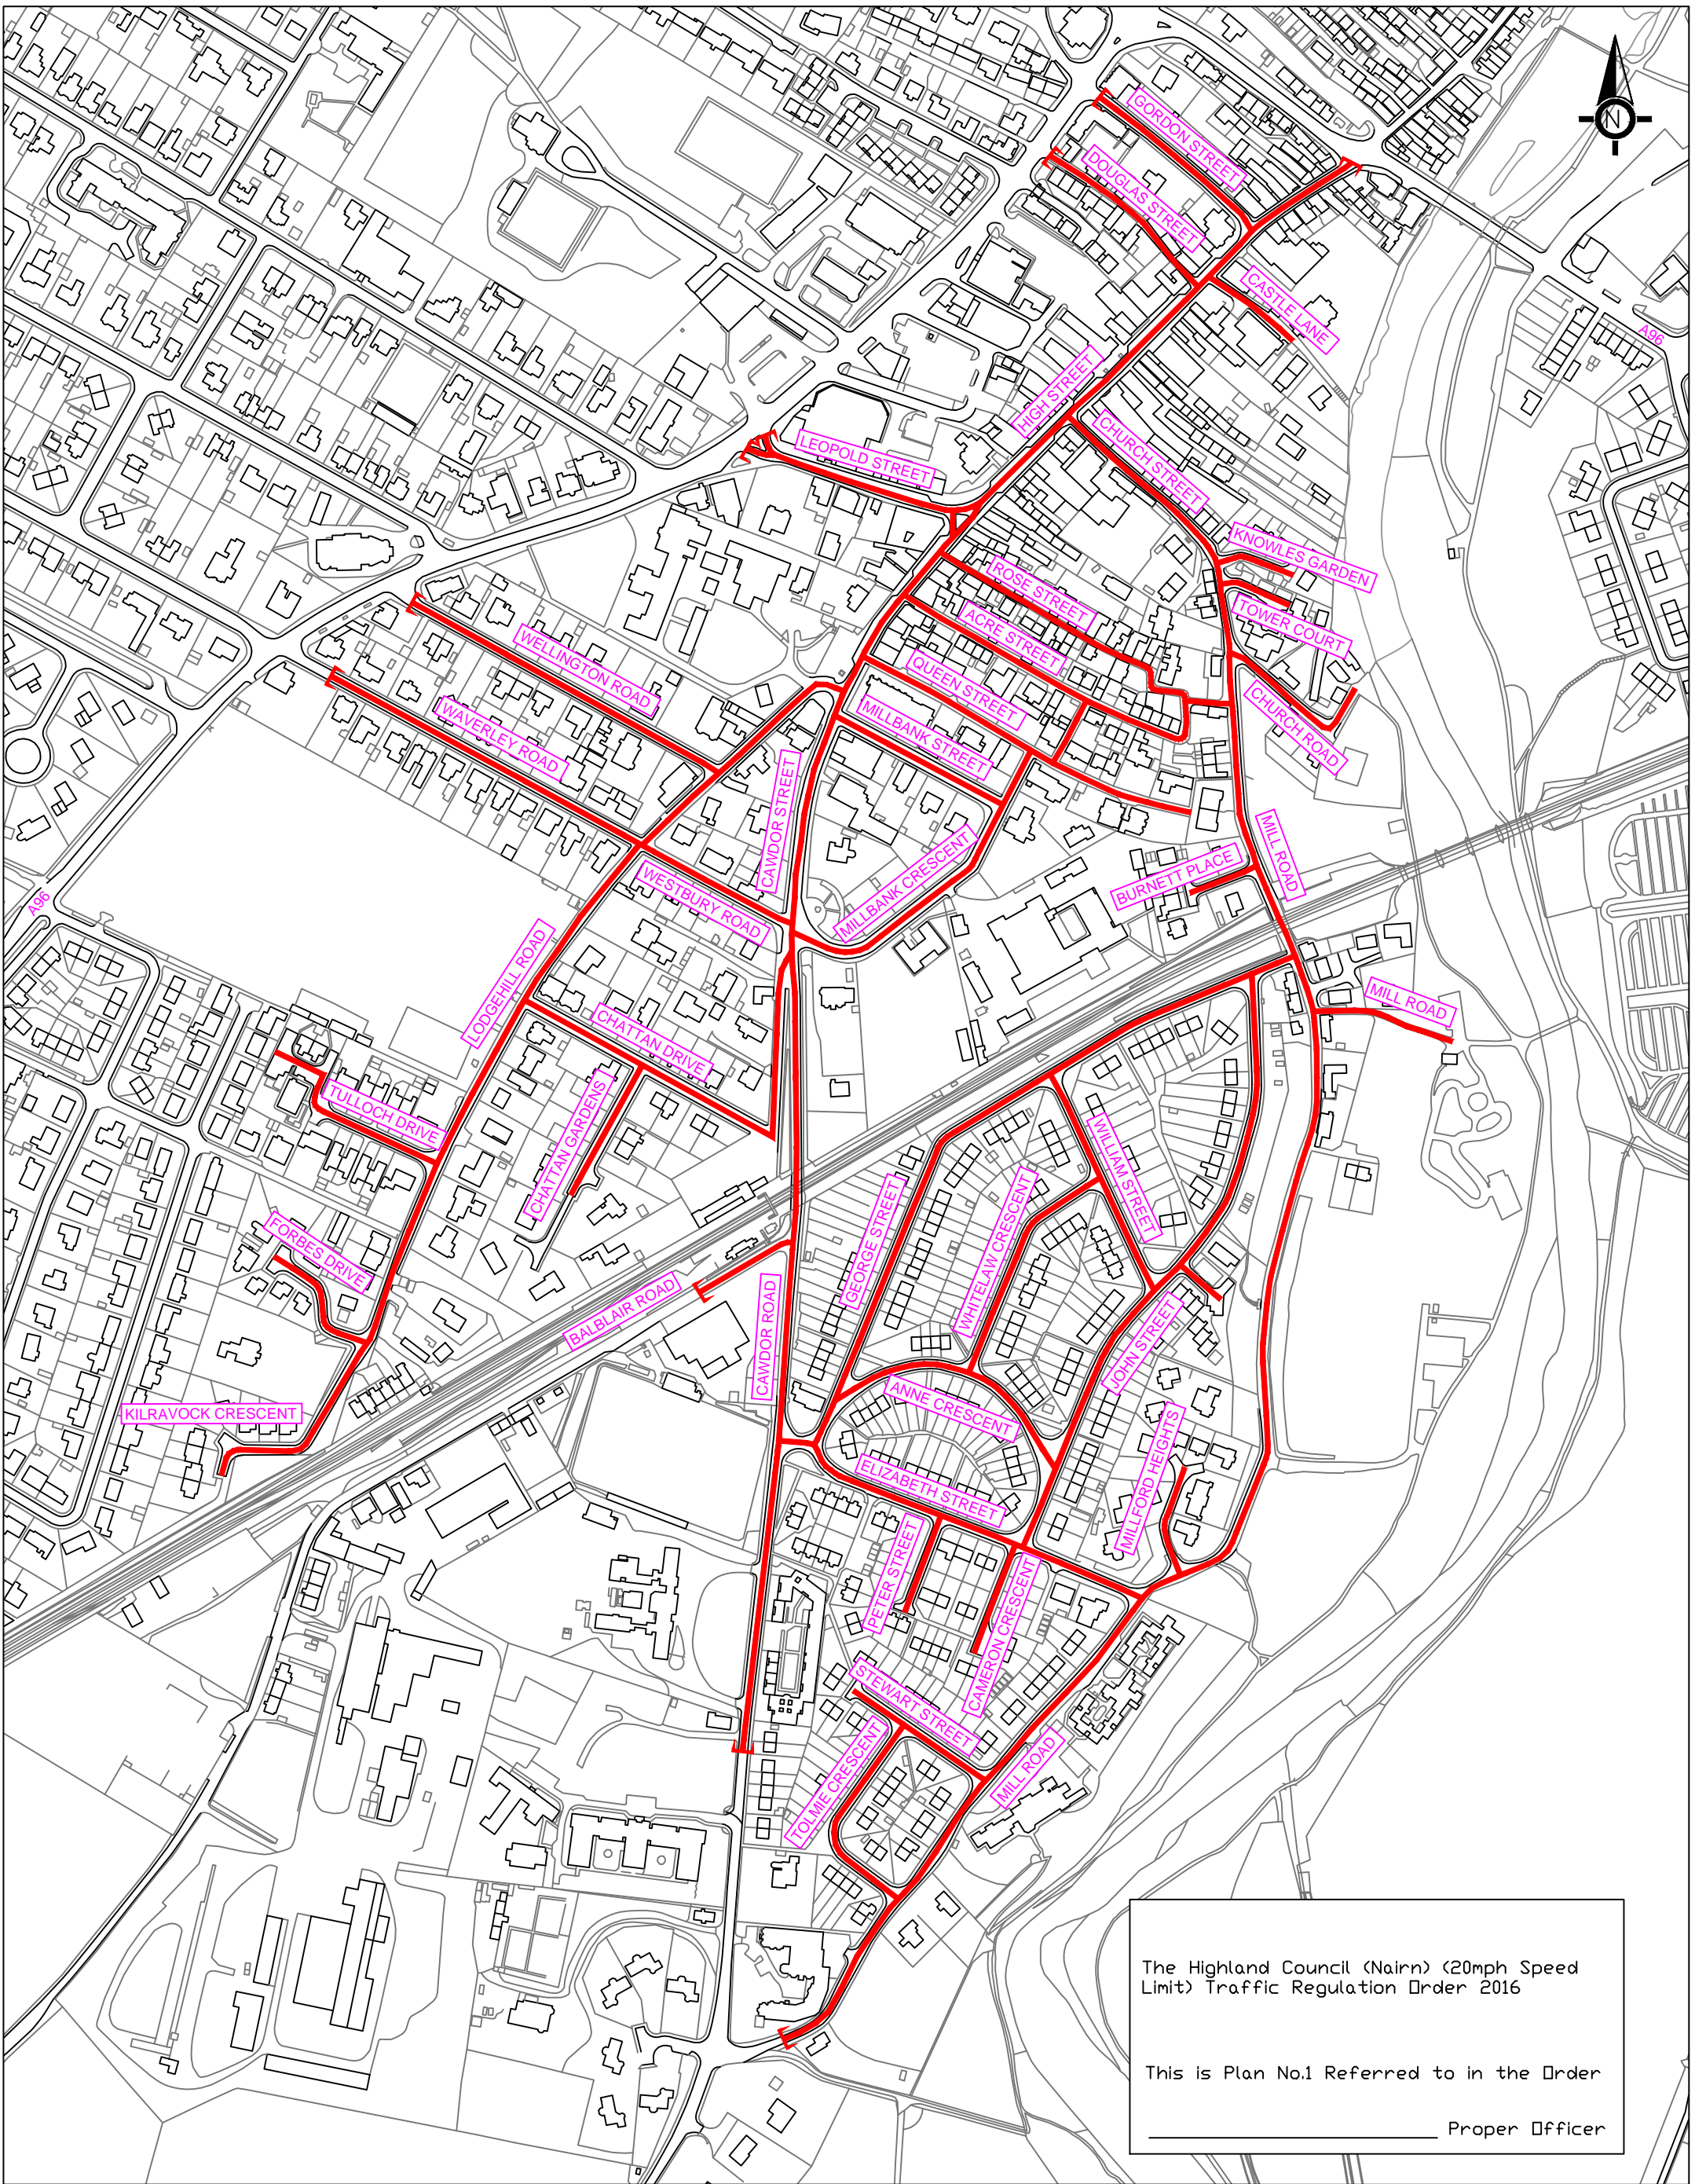 GORDON STREET
N
DOUGLAS STREET
CASTLE LANE
A96
HIGH STREET
CHURCH STREET
LEOPOLD STREET
KNOWLES GARDEN
ROSE STREET
TOWER COURT
ACRE STREET
WELLINGTON ROAD
QUEEN STREET
CHURCH ROAD
WAVERLEY ROAD
MILLBANK STREET
CAWDOR STREET
MILL ROAD
MILLBANK CRESCENT
BURNETT PLACE
WESTBURY ROAD
A96
LODGEHILL ROAD
MILL ROAD
CHATTAN DRIVE
TULLOCH DRIVE
CHATTAN GARDENS
WILLIAM STREET
GEORGE STREET
WHITELAW CRESCENT
FORBES DRIVE
BALBLAIR ROAD
CAWDOR ROAD
JOHN STREET
ANNE CRESCENT
KILRAVOCK CRESCENT
MILLFORD HEIGHTS
ELIZABETH STREET
PETER STREET
CAMERON CRESCENT
STEWART STREET
TOLMIE CRESCENT
MILL ROAD
The Highland Council (Nairn) (20mph Speed
Limit) Traffic Regulation Order 2016
This is Plan No.1 Referred to in the Order
Proper Officer